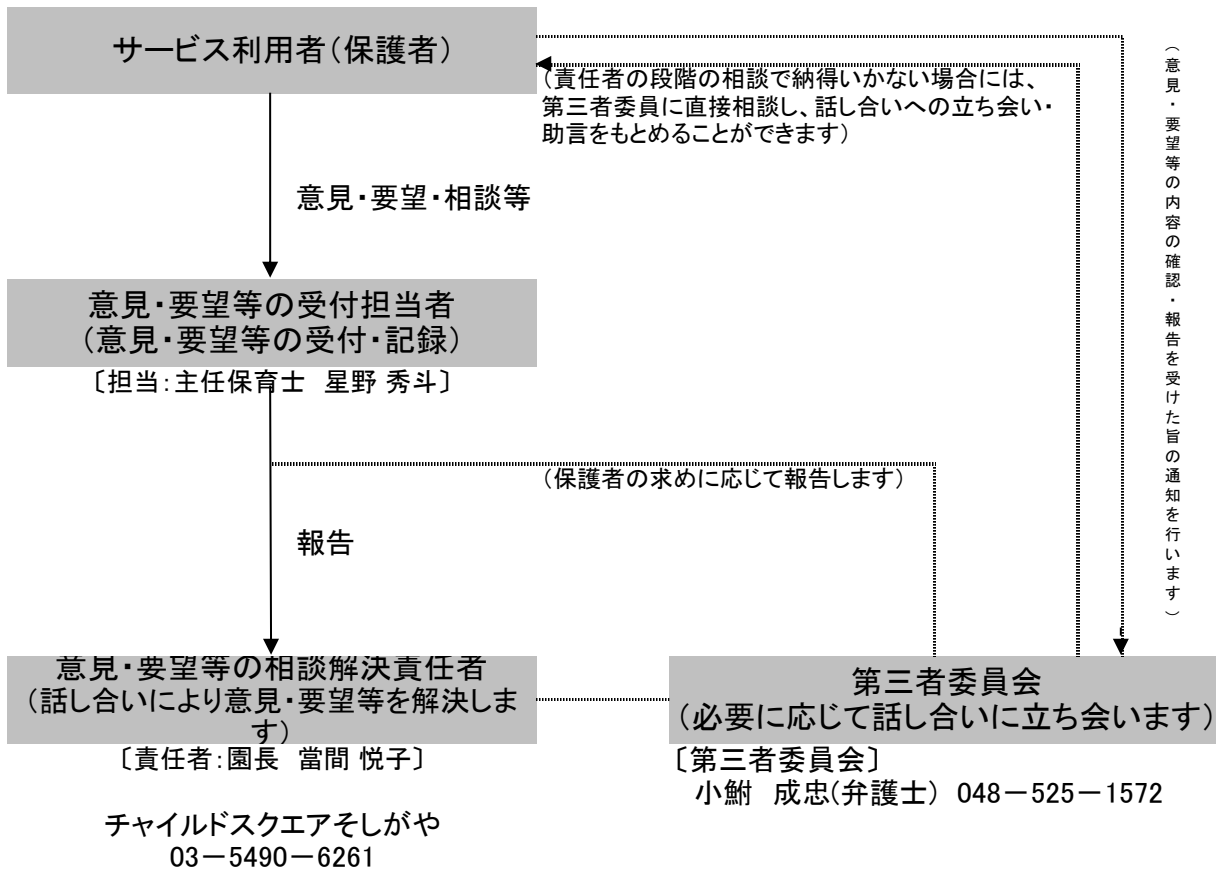 サービス利用者（保護者）
（責任者の段階の相談で納得いかない場合には、
第三者委員に直接相談し、話し合いへの立ち会い・
助言をもとめることができます）
（意見・要望等の内容の確認・報告を受けた旨の通知を行います）
意見・要望・相談等
意見・要望等の受付担当者
（意見・要望等の受付・記録）
〔担当：主任保育士　星野 秀斗〕
（保護者の求めに応じて報告します）
報告
意見・要望等の相談解決責任者
（話し合いにより意見・要望等を解決しま
す）
〔責任者：園長　當間 悦子〕
第三者委員会
（必要に応じて話し合いに立ち会います）
〔第三者委員会〕
小鮒　成忠(弁護士)　048－525－1572
チャイルドスクエアそしがや
03－5490－6261